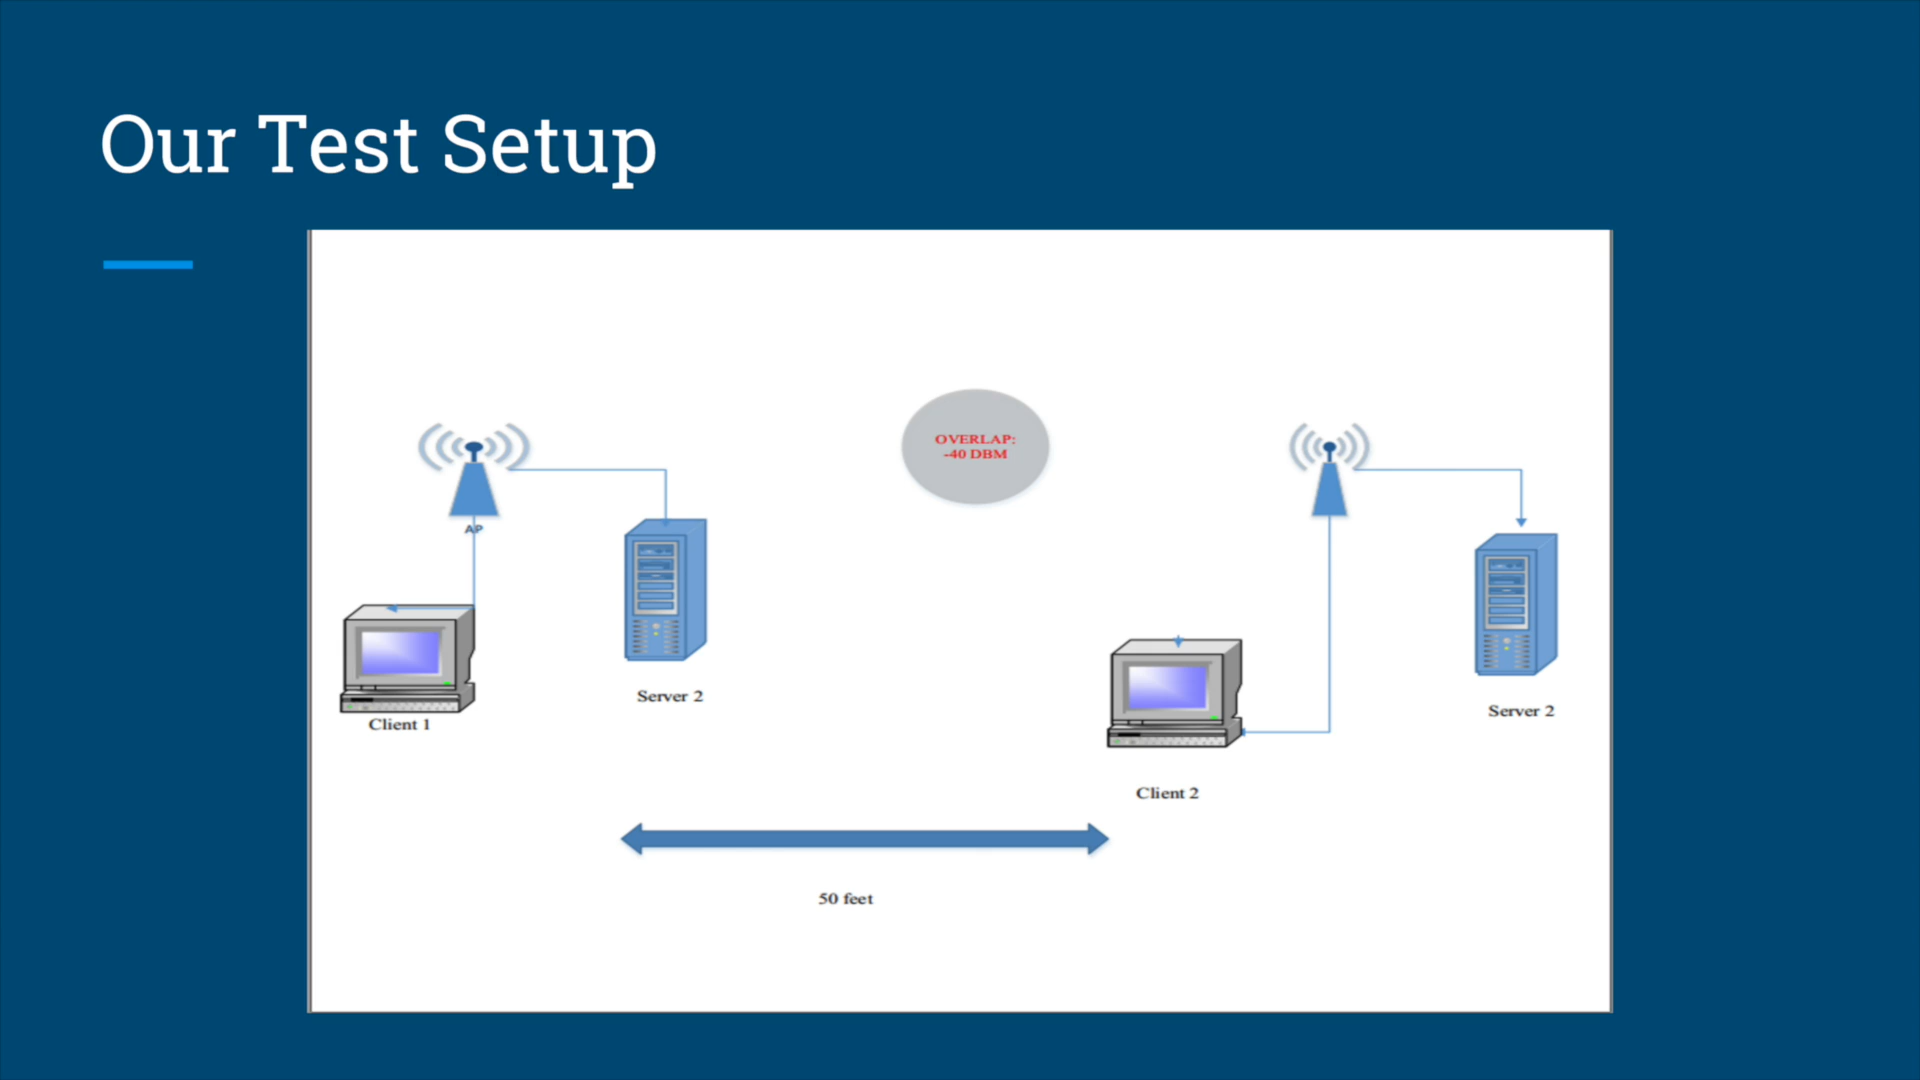 Our Test Setup
OVERLAP:
-40 DBM
AP
Server 2
Client 1
Server 2
Client 2
50 feet